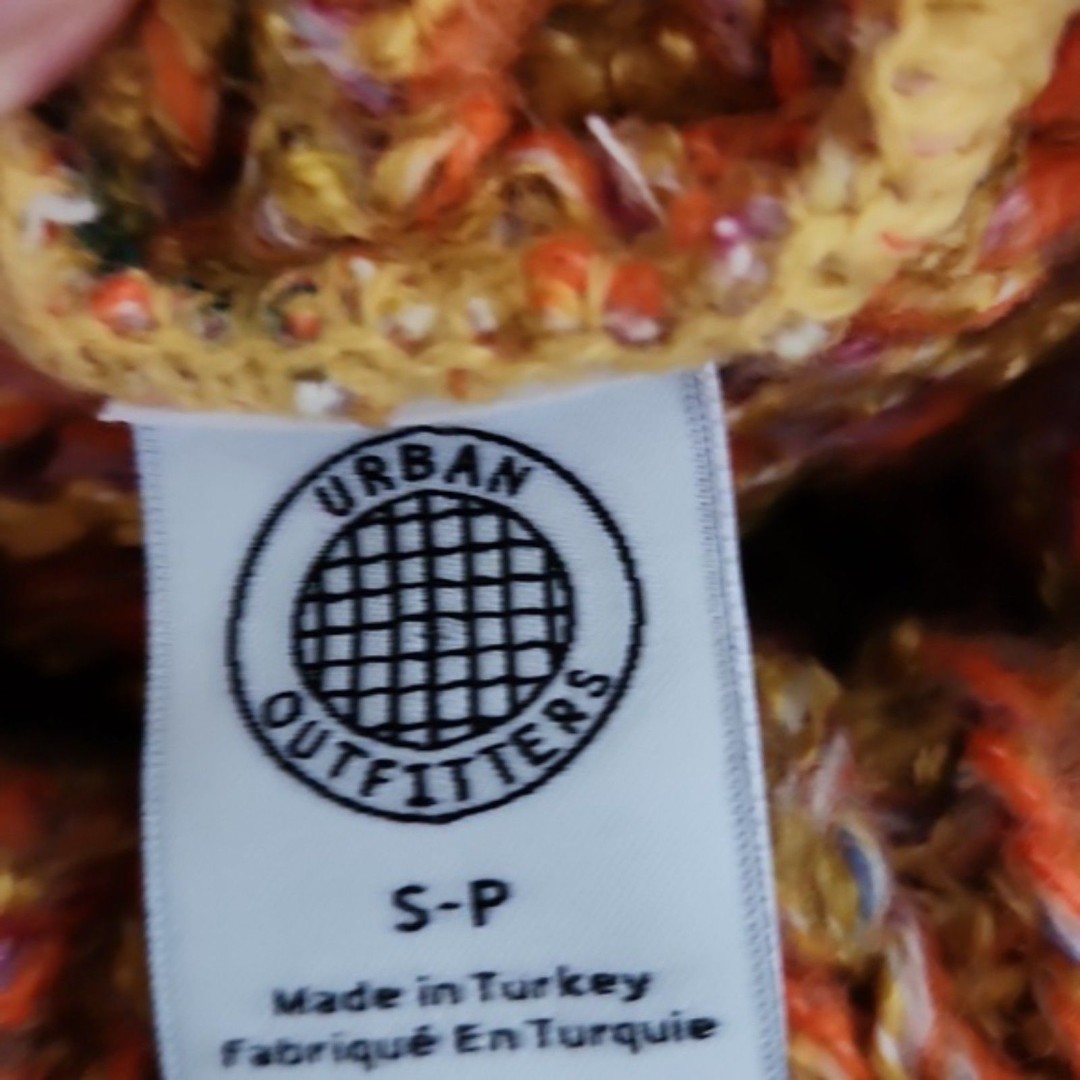 URBAN
OUTFITTERS
S-P
Made in Turkey
Fabriqué En Turquie